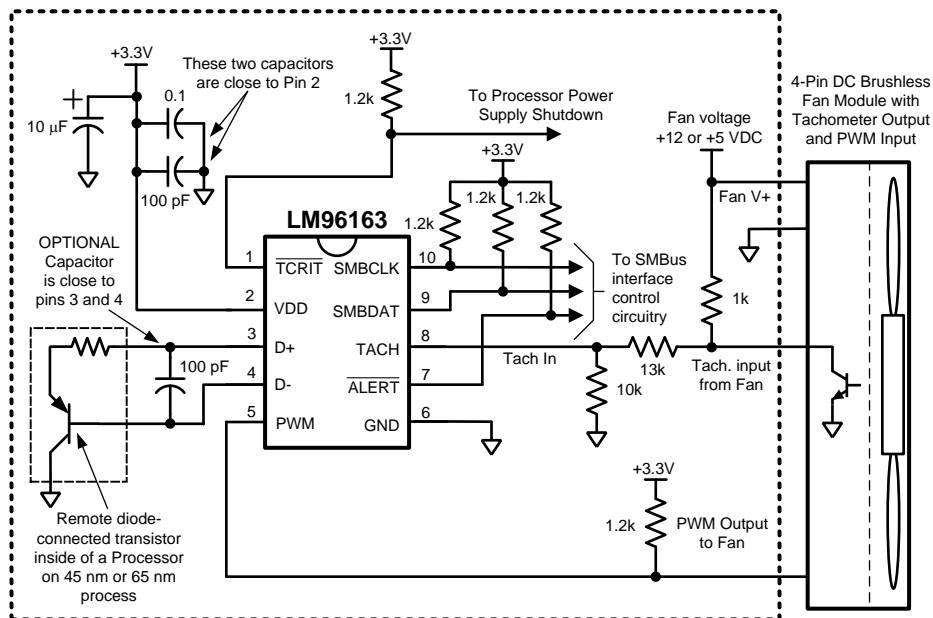 +3.3V
10 µF
0.1
100 pF
These two capacitors
are close to Pin 2
+3.3V
1.2k
To Processor Power
Supply Shutdown
+3.3V
1.2k
1.2k
1.2k
Fan voltage
+12 or +5 VDC
Fan V+
4-Pin DC Brushless
Fan Module with
Tachometer Output
and PWM Input
LM96163
1
TCRIT
SMBCLK
10
2
VDD
SMBDAT
9
3
D+
TACH
8
4
D-
ALERT
7
5
PWM
GND
6
OPTIONAL
Capacitor
is close to
pins 3 and 4
100 pF
To SMBus
interface
control
circuitry
1k
Tach In
13k
10k
Tach. input
from Fan
+3.3V
1.2k
PWM Output
to Fan
Remote diode-
connected transistor
inside of a Processor
on 45 nm or 65 nm
process